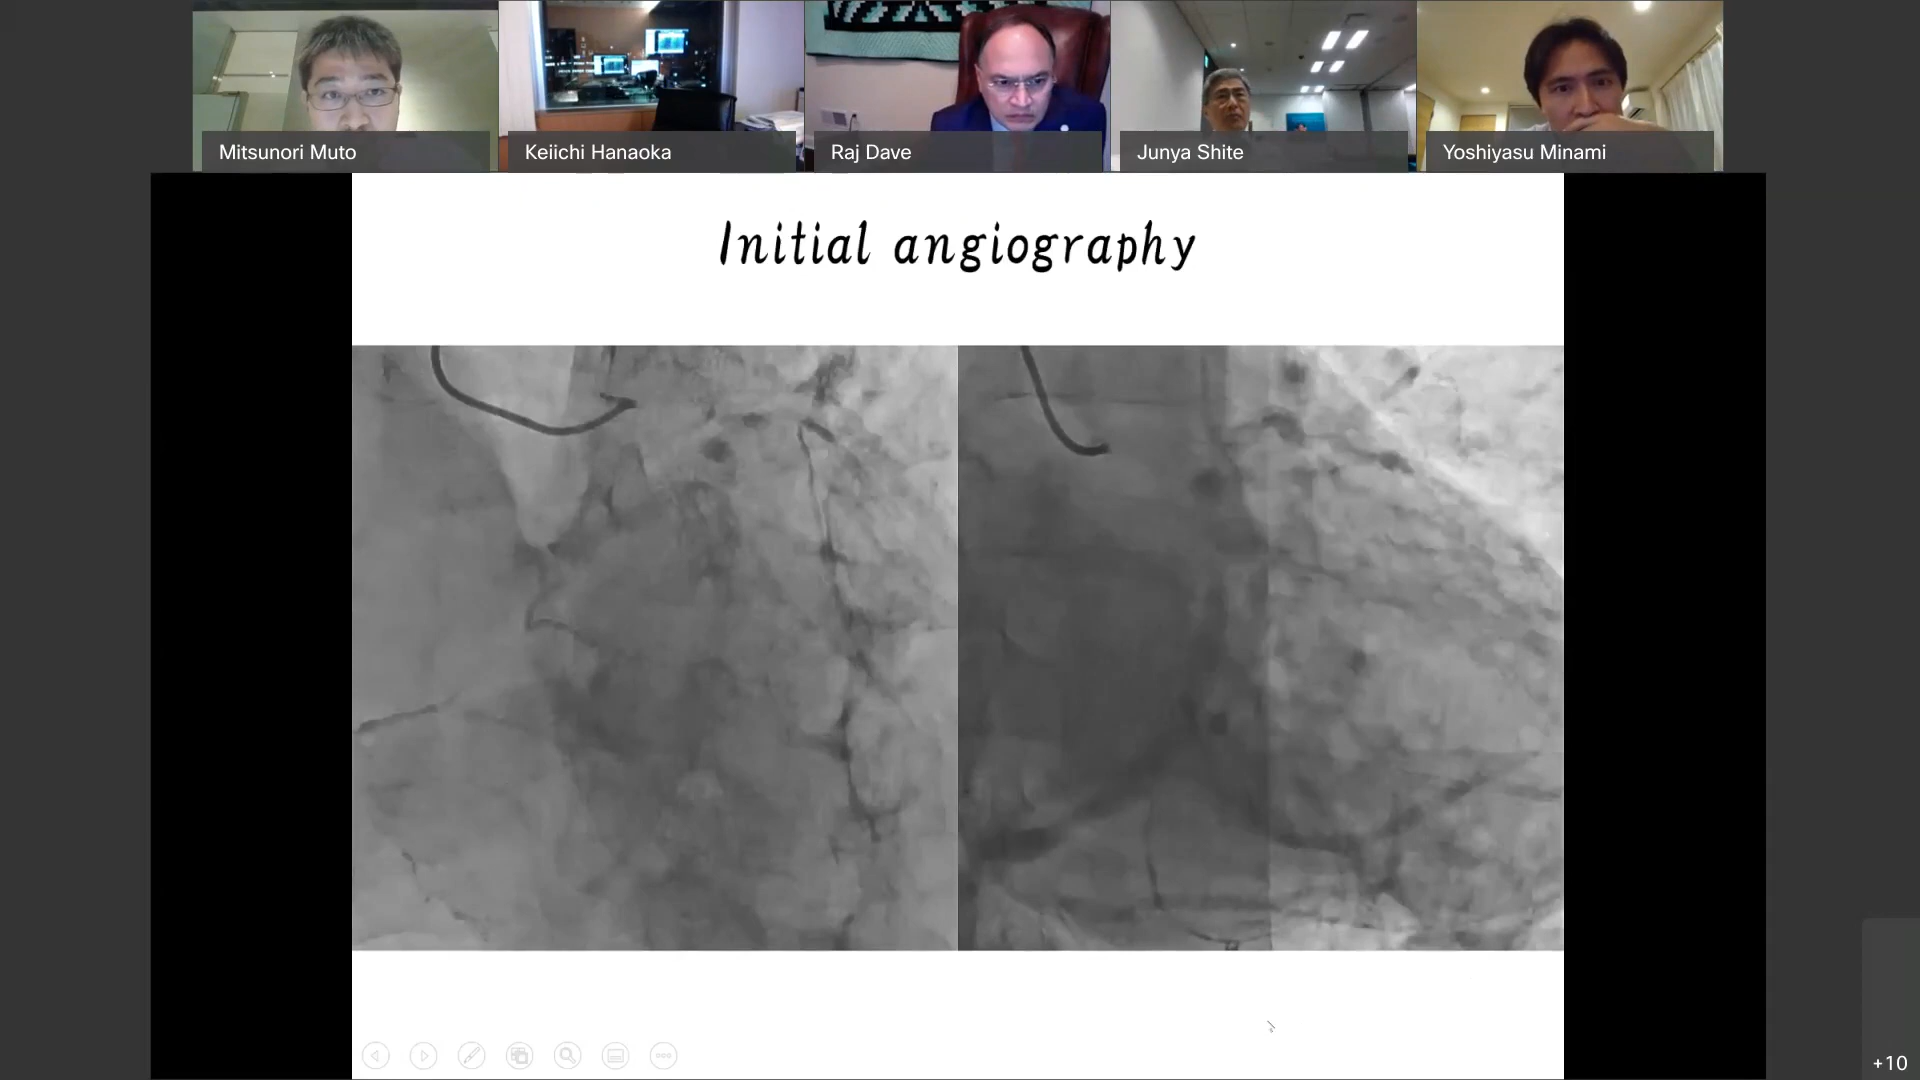 Mitsunori Muto
Keiichi Hanaoka
Raj Dave
Junya Shite
Yoshiyasu Minami
Initial angiography
+10